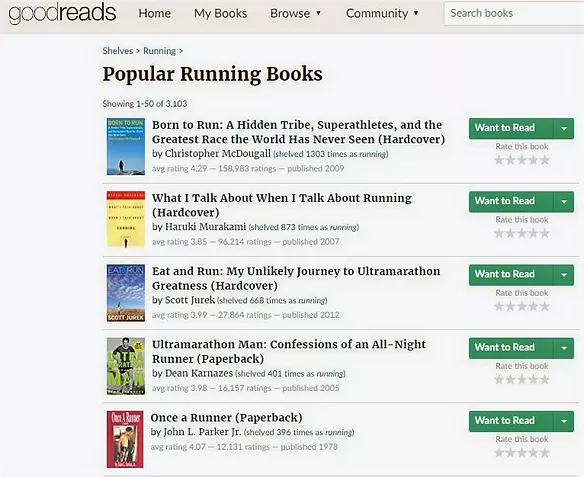 goodreads Home My Books Browse ▾ Community ▾ Search books
Shelves > Running >
Popular Running Books
Showing 1-50 of 3,103
BORN TO RUN
Born to Run: A Hidden Tribe, Superathletes, and the
Greatest Race the World Has Never Seen (Hardcover)
by Christopher McDougall (shelved 1303 times as running)
avg rating 4.29 — 158,983 ratings — published 2009
Want to Read
Rate this book
WHAT I TALK ABOUT WHEN I TALK ABOUT
RUNNING
What I Talk About When I Talk About Running
(Hardcover)
by Haruki Murakami (shelved 873 times as running)
avg rating 3.85 — 96,214 ratings — published 2007
Want to Read
Rate this book
EAT & RUN
SCOTT JUREK
Eat and Run: My Unlikely Journey to Ultramarathon
Greatness (Hardcover)
by Scott Jurek (shelved 668 times as running)
avg rating 3.99 — 27,864 ratings — published 2012
Want to Read
Rate this book
ULTRA
MARATHON
MAN
Ultramarathon Man: Confessions of an All-Night
Runner (Paperback)
by Dean Karnazes (shelved 401 times as running)
avg rating 3.98 — 16,157 ratings — published 2005
Want to Read
Rate this book
Once A Runner
Once a Runner (Paperback)
by John L. Parker Jr. (shelved 396 times as running)
avg rating 4.07 — 12,131 ratings — published 1978
Want to Read
Rate this book